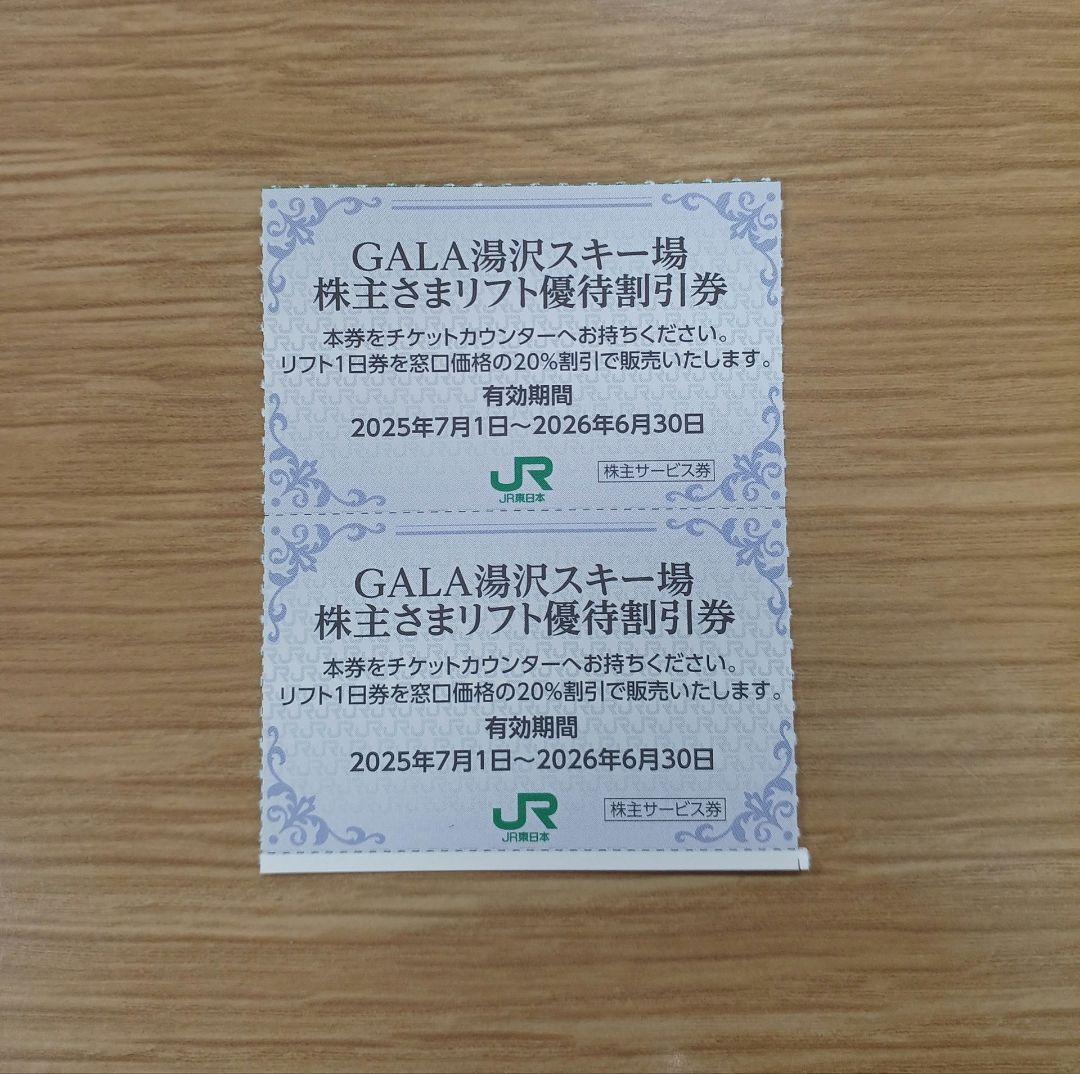 GALA湯沢スキー場
株主さまリフト優待割引券
本券をチケットカウンターへお持ちください。
リフト1日券を窓口価格の20%割引で販売いたします。
有効期間
2025年7月1日〜2026年6月30日
JR
JR東日本
株主サービス券
GALA湯沢スキー場
株主さまリフト優待割引券
本券をチケットカウンターへお持ちください。
リフト1日券を窓口価格の20%割引で販売いたします。
有効期間
2025年7月1日〜2026年6月30日
JR
JR東日本
株主サービス券